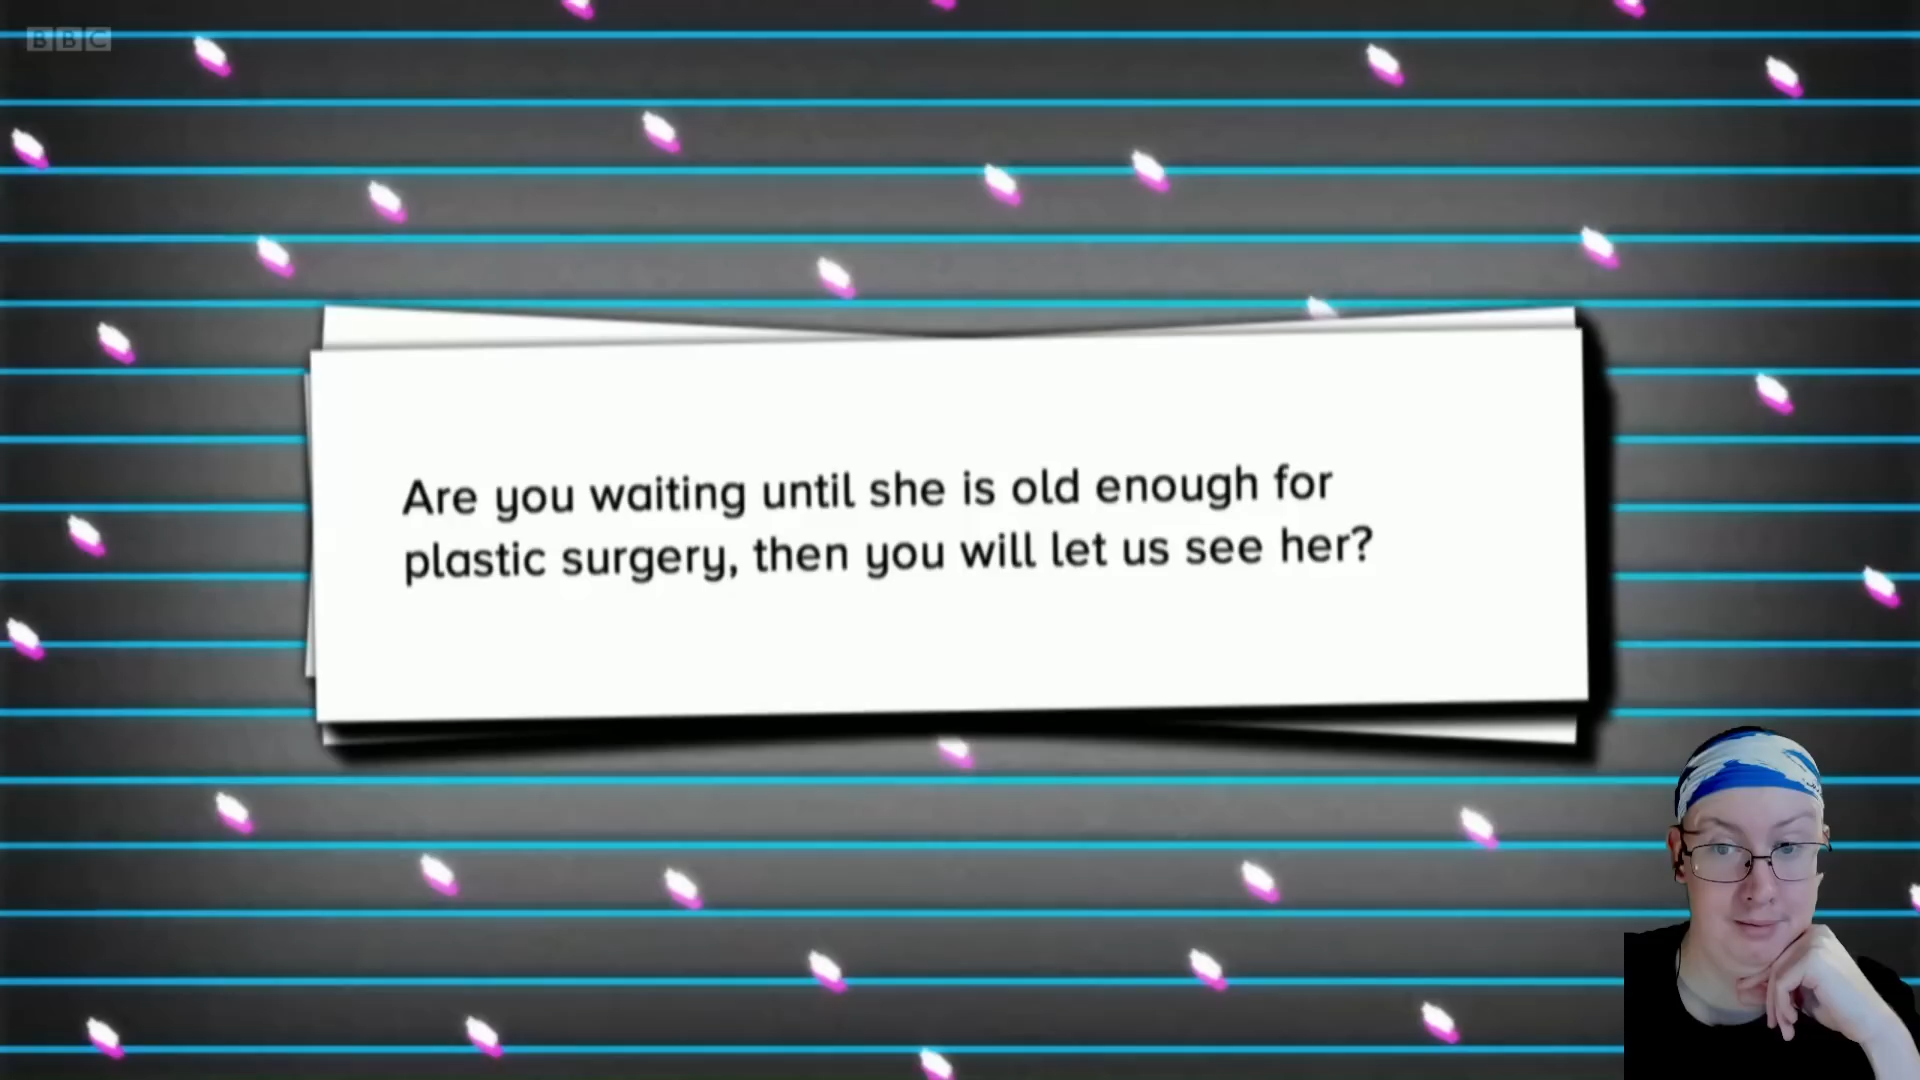 BBC
Are you waiting until she is old enough for
plastic surgery, then you will let us see her?